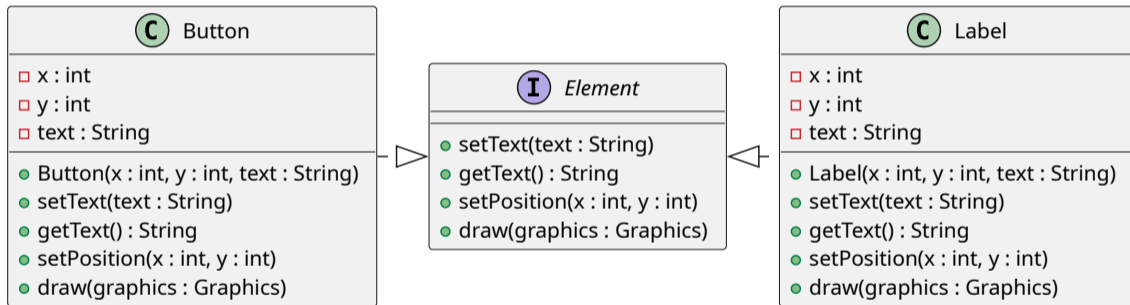 C Button
x : int
y : int
text : String
Button(x : int, y : int, text : String)
setText(text : String)
getText() : String
setPosition(x : int, y : int)
draw(graphics : Graphics)
I Element
setText(text : String)
getText() : String
setPosition(x : int, y : int)
draw(graphics : Graphics)
C Label
x : int
y : int
text : String
Label(x : int, y : int, text : String)
setText(text : String)
getText() : String
setPosition(x : int, y : int)
draw(graphics : Graphics)